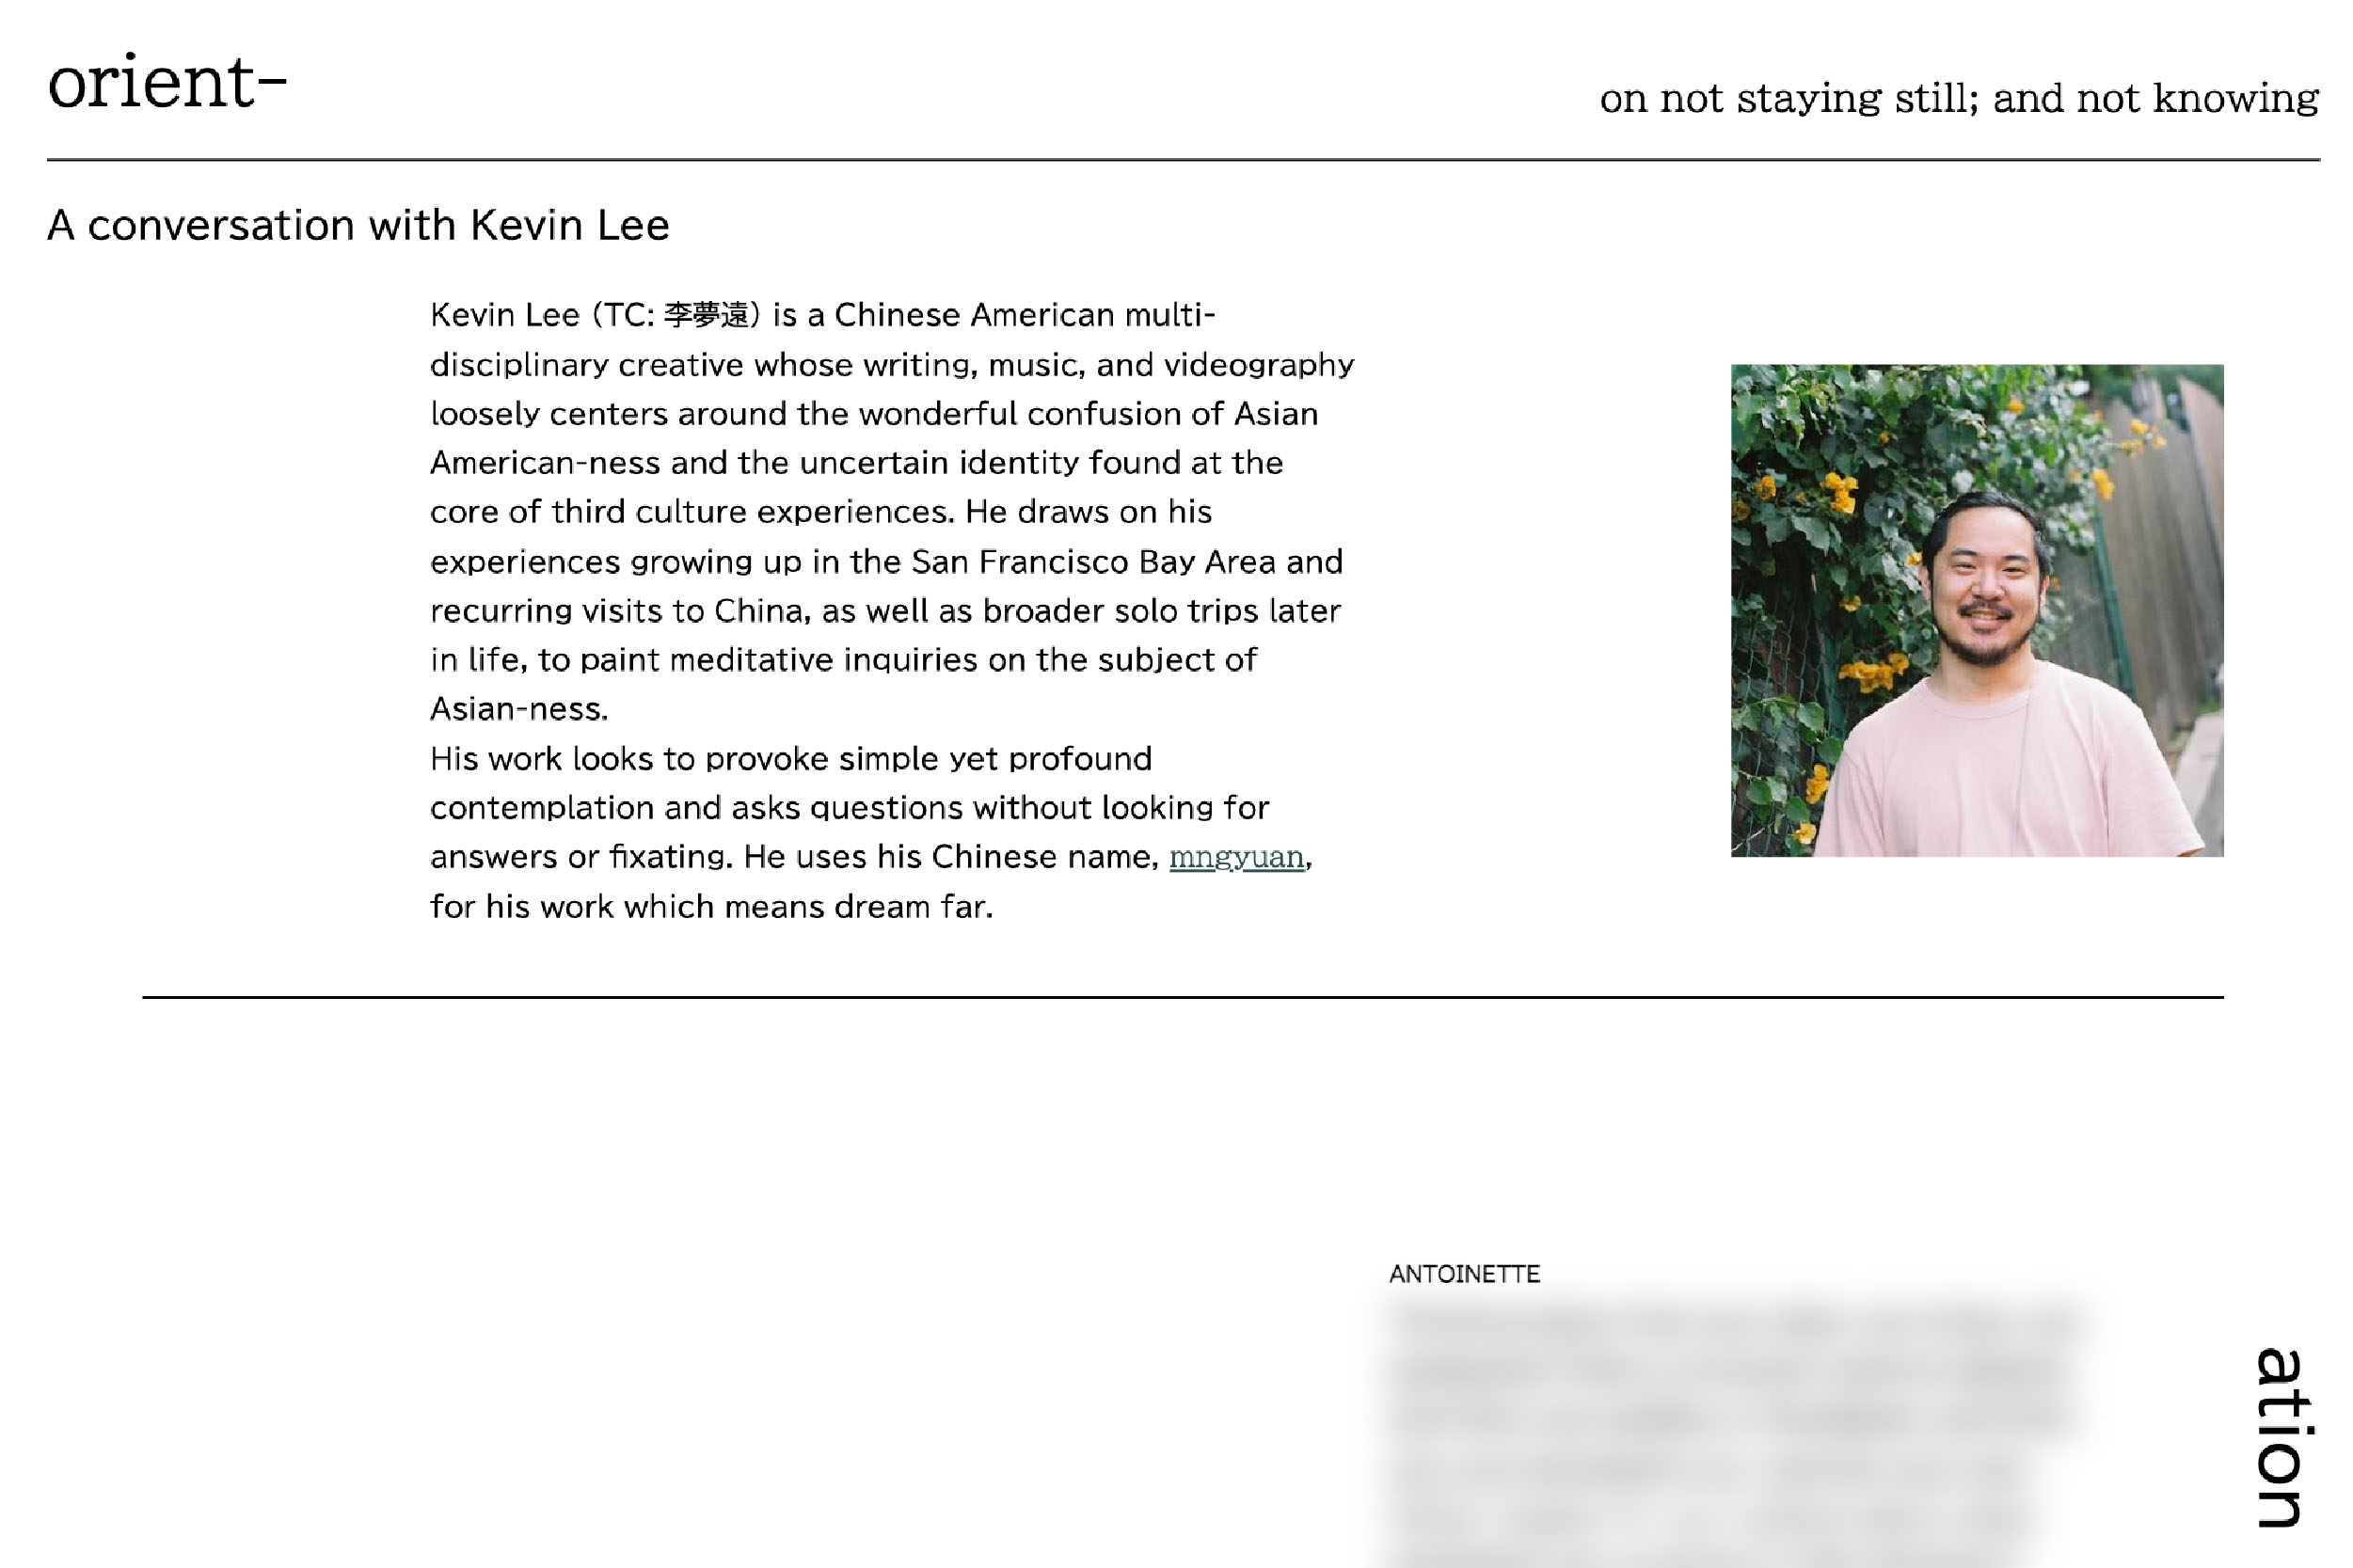 orient-
on not staying still; and not knowing
A conversation with Kevin Lee
Kevin Lee (TC: 李夢遠) is a Chinese American multi-
disciplinary creative whose writing, music, and videography
loosely centers around the wonderful confusion of Asian
American-ness and the uncertain identity found at the
core of third culture experiences. He draws on his
experiences growing up in the San Francisco Bay Area and
recurring visits to China, as well as broader solo trips later
in life, to paint meditative inquiries on the subject of
Asian-ness.
His work looks to provoke simple yet profound
contemplation and asks questions without looking for
answers or fixating. He uses his Chinese name, mngyuan,
for his work which means dream far.
ANTOINETTE
ation